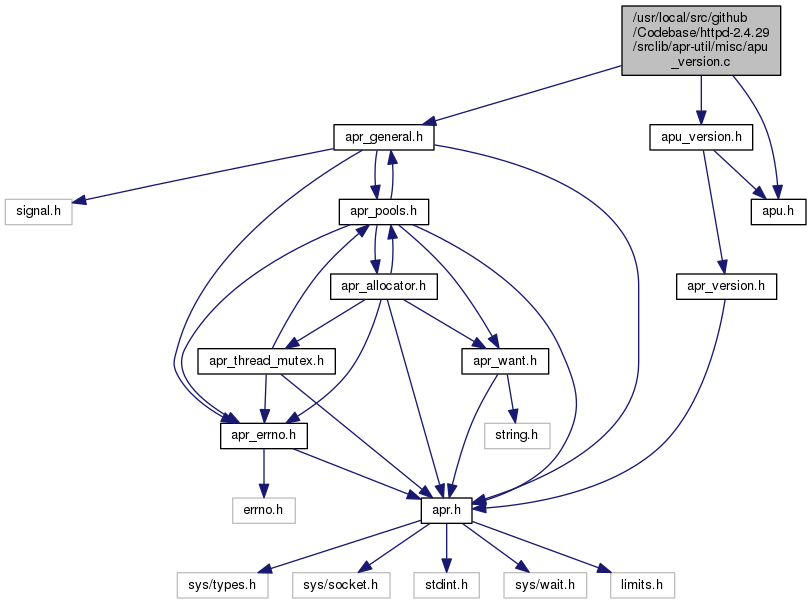 /usr/local/src/github
/Codebase/httpd-2.4.29
/srclib/apr-util/misc/apu
_version.c
apr_general.h
apu_version.h
signal.h
apr_pools.h
apu.h
apr_allocator.h
apr_version.h
apr_thread_mutex.h
apr_want.h
apr_errno.h
string.h
errno.h
apr.h
sys/types.h
sys/socket.h
stdint.h
sys/wait.h
limits.h